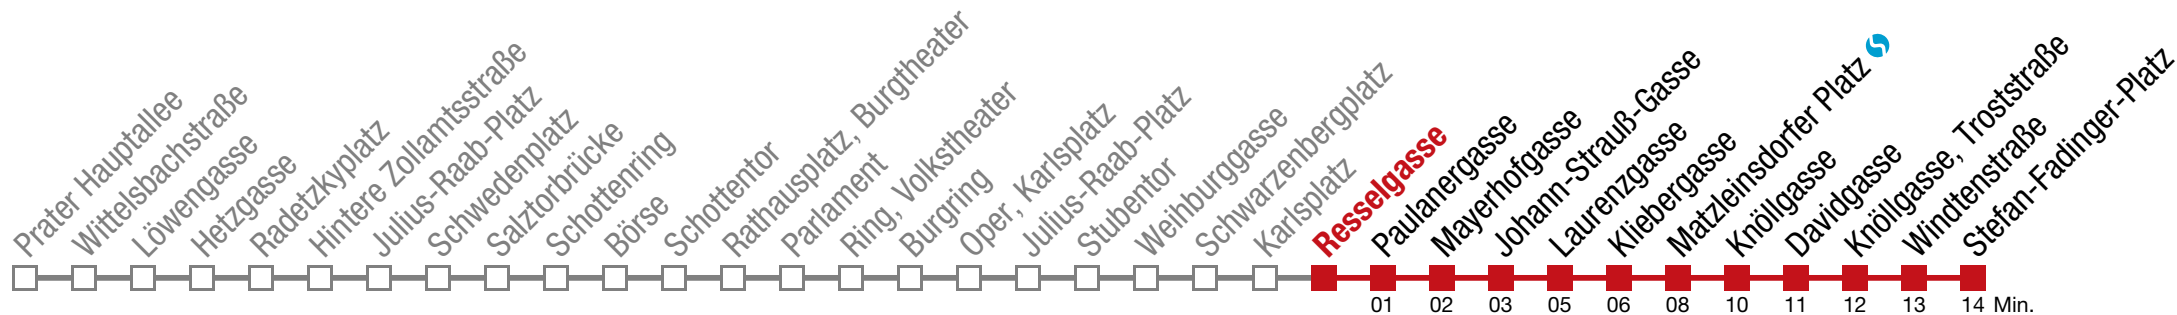 Prater Hauptallee
Wittelsbachstraße
Löwengasse
Hetzgasse
Radetzkyplatz
Hintere Zollamtsstraße
Julius-Raab-Platz
Schwedenplatz
Salztorbrücke
Schottenring
Börse
Schottentor
Rathausplatz, Burgtheater
Parlament
Ring, Volkstheater
Burgring
Oper, Karlsplatz
Julius-Raab-Platz
Stubentor
Weihburggasse
Schwarzenbergplatz
Karlsplatz
Resselgasse
Paulanergasse
Mayerhofgasse
Johann-Strauß-Gasse
Laurenzgasse
Kliebergasse
Matzleinsdorfer Platz
Knöllgasse
Davidgasse
Knöllgasse, Troststraße
Windtenstraße
Stefan-Fadinger-Platz
01 02 03 05 06 08 10 11 12 13 14 Min.